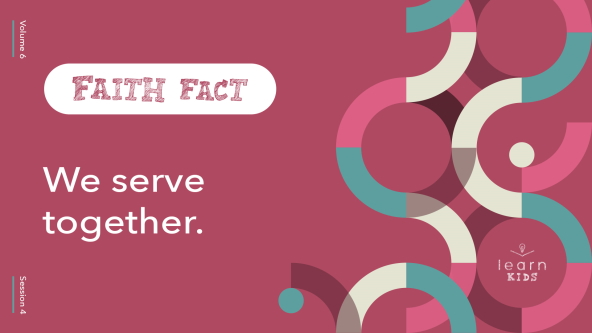 Volume 6
FAITH FACT
We serve
together.
Session 4
learn
KIDS